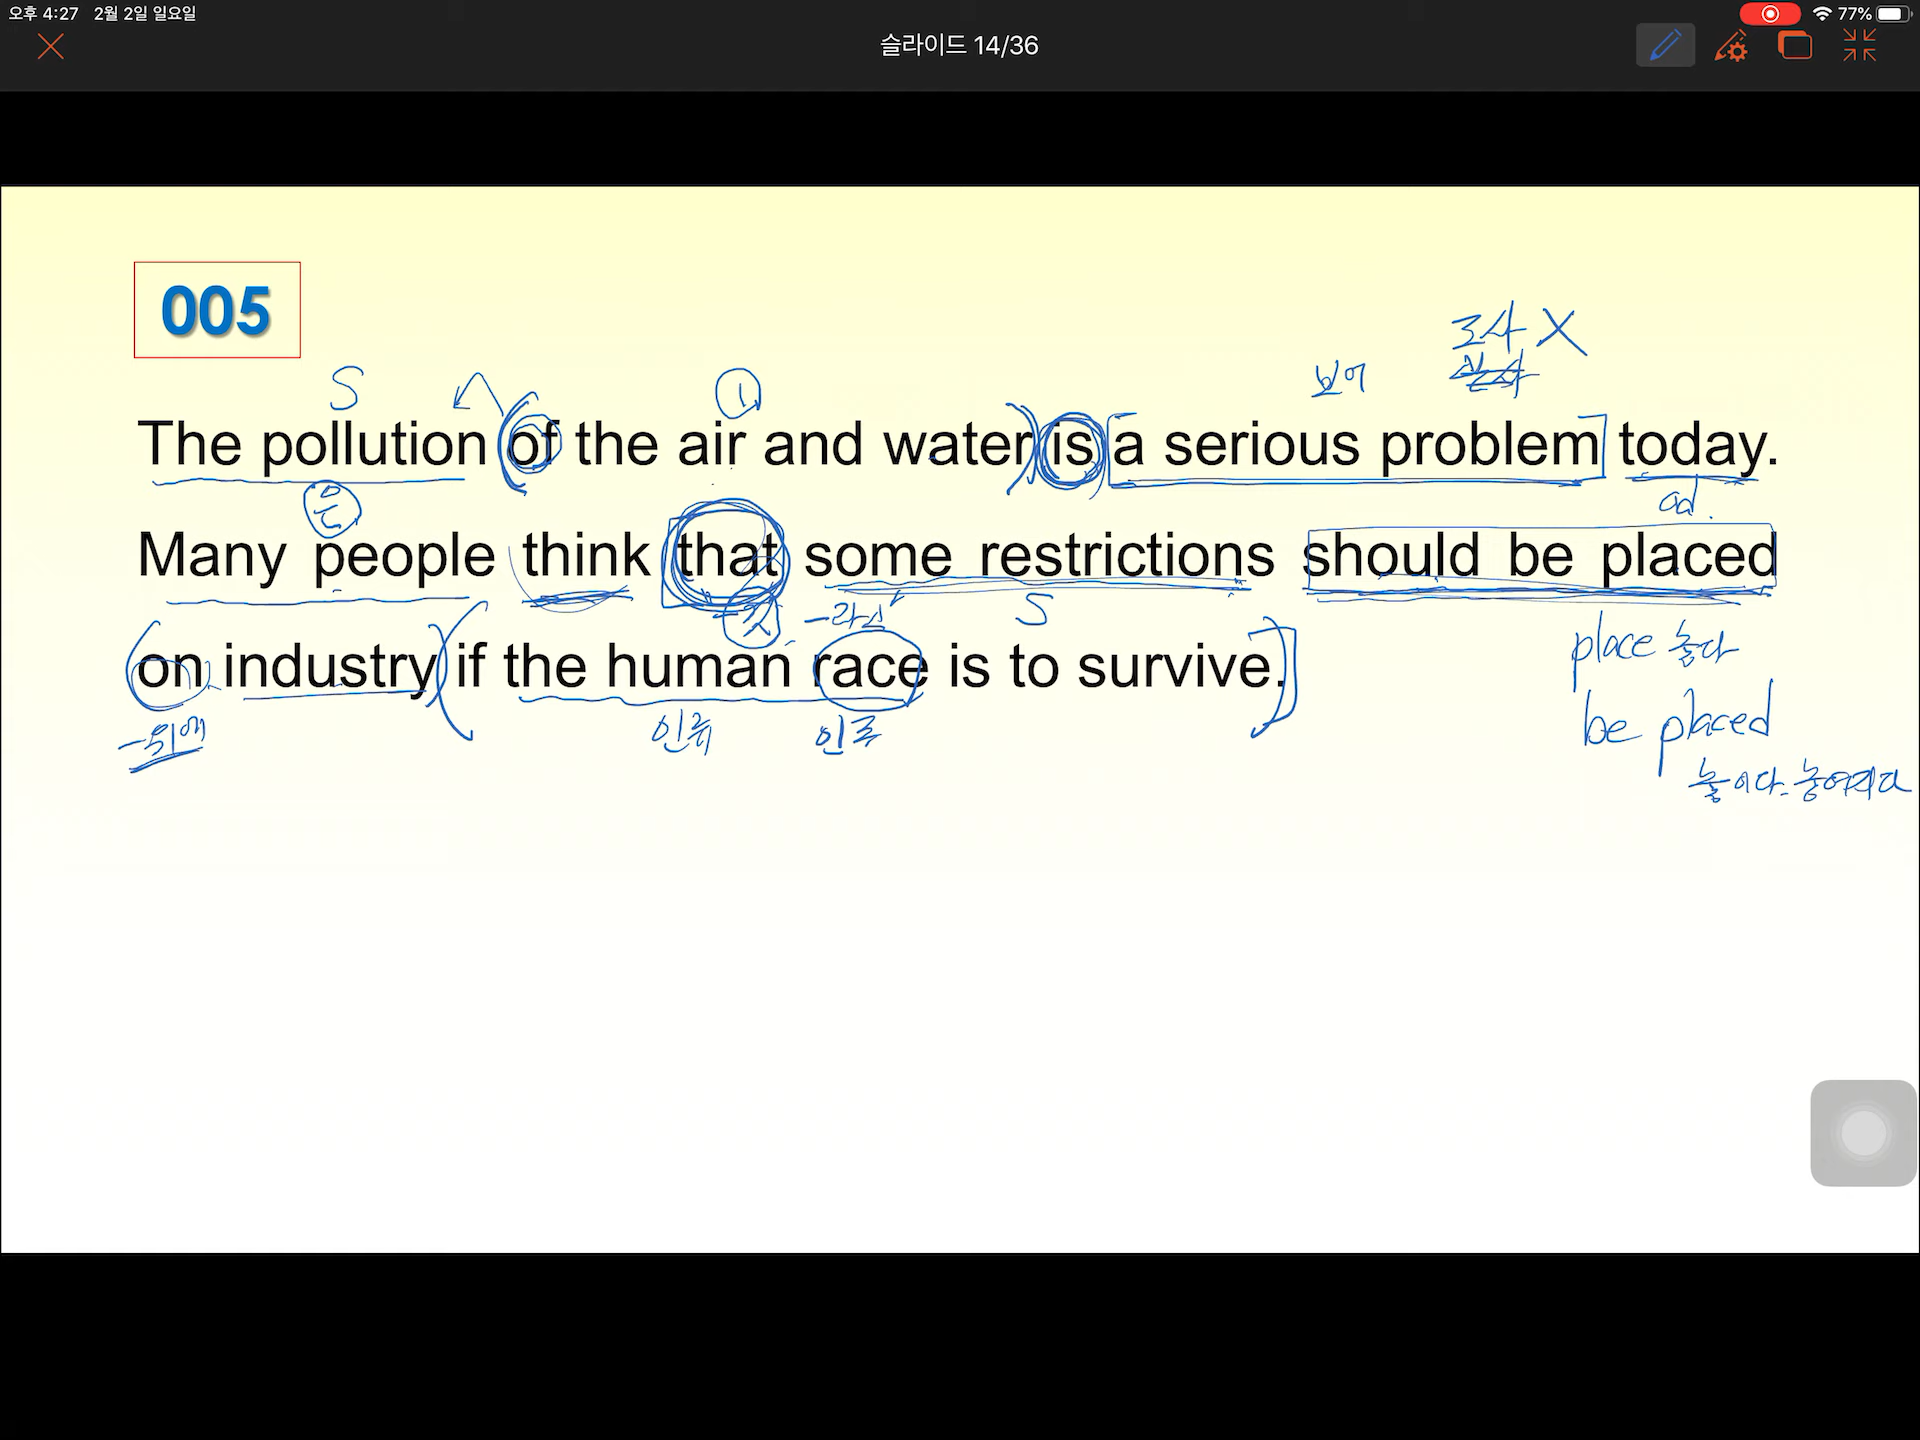 오후 4:27 2월 2일 일요일 77%
슬라이드 14/36
005
조사 X
S ① 보어
The pollution of the air and water is a serious problem today.
은 ad.
Many people think that some restrictions should be placed
것 -라는 S
on industry if the human race is to survive.
place 놓다
-위에 인류 인류 be placed
놓이다. 놓여지다